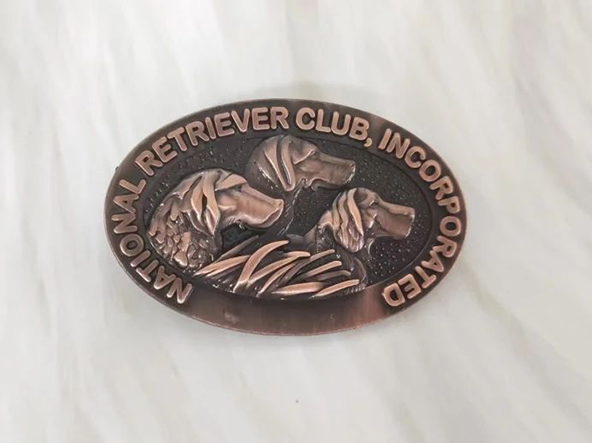 NATIONAL RETRIEVER CLUB, INCORPORATED